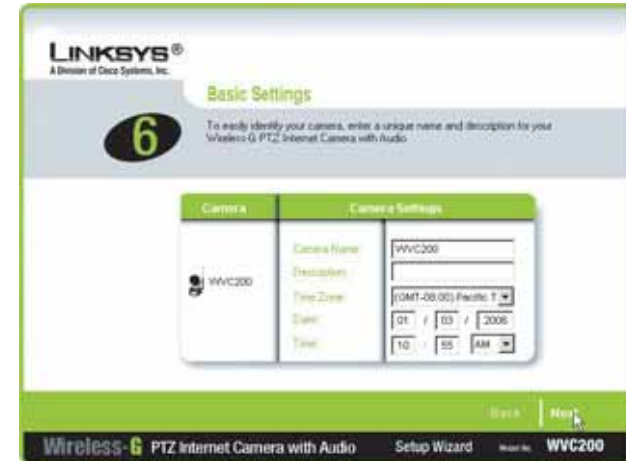 LINKSYS®
A Division of Cisco Systems, Inc.
Basic Settings
6
To easily identify your camera, enter a unique name and description for your
Wireless-G PTZ Internet Camera with Audio
Camera
Camera Settings
WVC200
Camera Name: WVC200
Description:
Time Zone: (GMT-08:00) Pacific T
Date: 01 / 03 / 2006
Time: 10 : 55 AM
Back Next
Wireless-G PTZ Internet Camera with Audio Setup Wizard Model No. WVC200